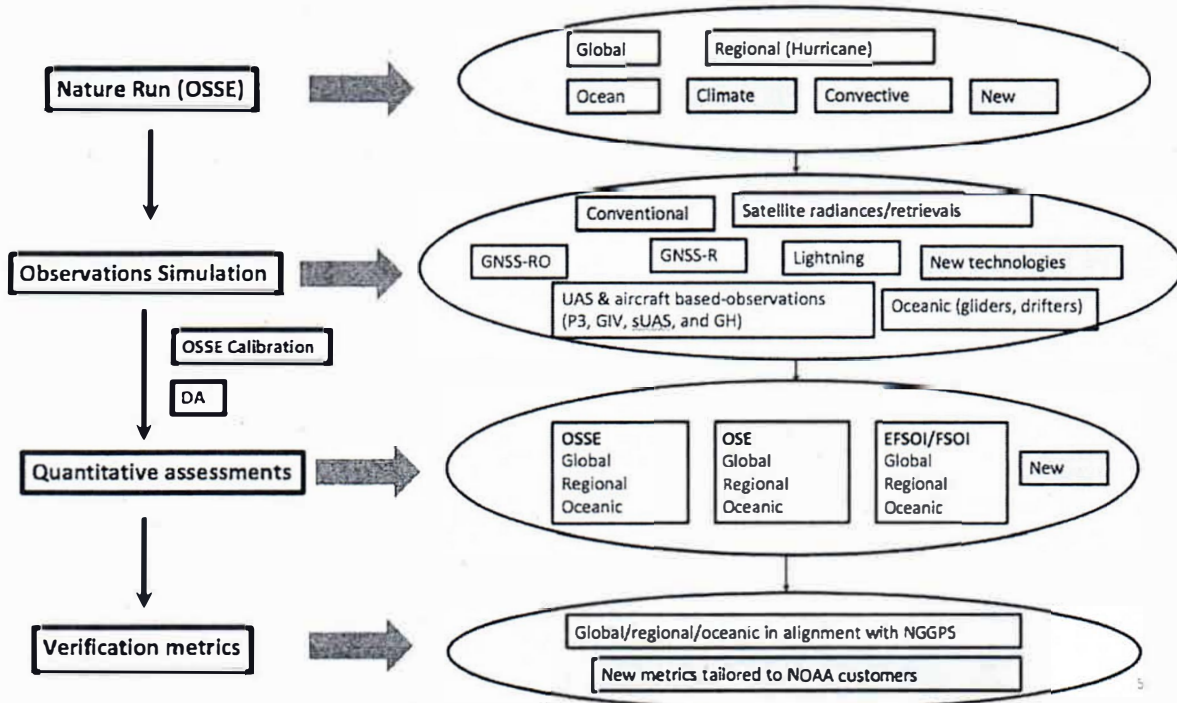 Nature Run (OSSE)
Global
Regional (Hurricane)
Ocean
Climate
Convective
New
Observations Simulation
Conventional
Satellite radiances/retrievals
GNSS-RO
GNSS-R
Lightning
New technologies
UAS & aircraft based-observations
(P3, GIV, sUAS, and GH)
Oceanic (gliders, drifters)
OSSE Calibration
DA
Quantitative assessments
OSSE
Global
Regional
Oceanic
OSE
Global
Regional
Oceanic
EFSOI/FSOI
Global
Regional
Oceanic
New
Verification metrics
Global/regional/oceanic in alignment with NGGPS
New metrics tailored to NOAA customers
5